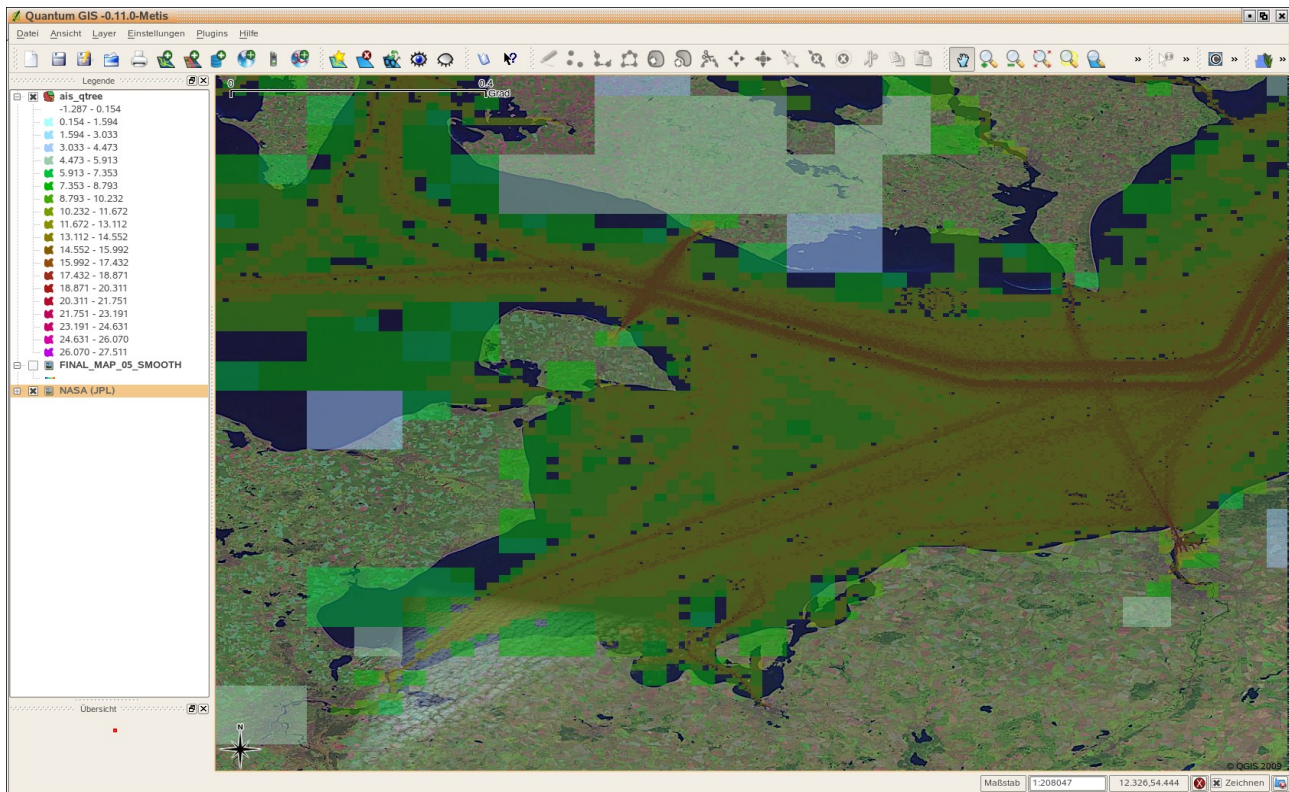 Quantum GIS -0.11.0-Metis
Datei Ansicht Layer Einstellungen Plugins Hilfe
» » » »
Legende
ais_qtree
-1.287 - 0.154
0.154 - 1.594
1.594 - 3.033
3.033 - 4.473
4.473 - 5.913
5.913 - 7.353
7.353 - 8.793
8.793 - 10.232
10.232 - 11.672
11.672 - 13.112
13.112 - 14.552
14.552 - 15.992
15.992 - 17.432
17.432 - 18.871
18.871 - 20.311
20.311 - 21.751
21.751 - 23.191
23.191 - 24.631
24.631 - 26.070
26.070 - 27.511
FINAL_MAP_05_SMOOTH
NASA (JPL)
Übersicht
0 0.4
Grad
N
© QGIS 2009
Maßstab 1:208047 12.326,54.444 Zeichnen